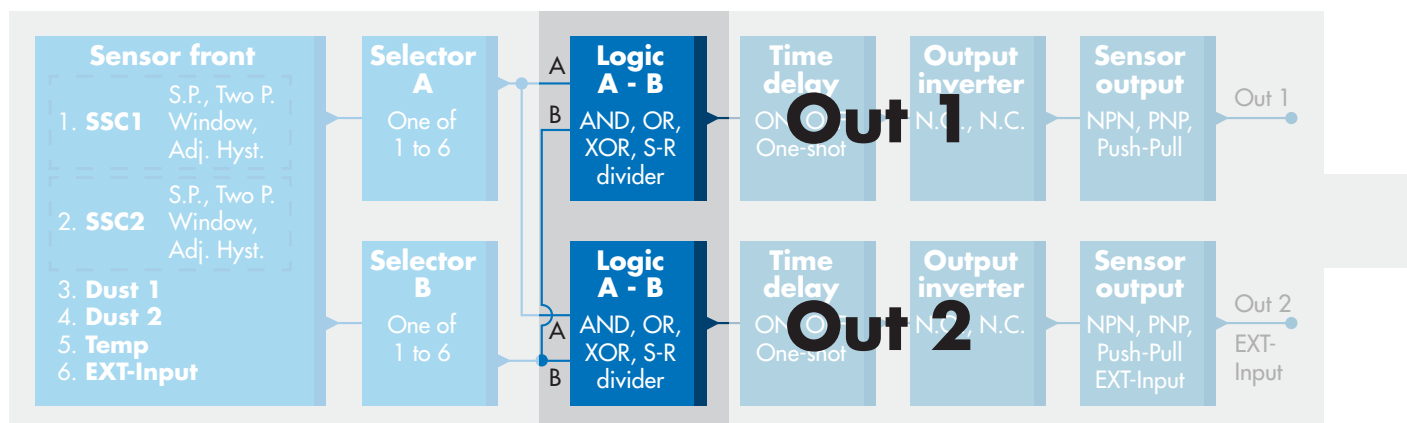 Sensor front
1. SSC1
S.P., Two P.
Window,
Adj. Hyst.
2. SSC2
S.P., Two P.
Window,
Adj. Hyst.
3. Dust 1
4. Dust 2
5. Temp
6. EXT-Input
Selector
A
One of
1 to 6
Selector
B
One of
1 to 6
A
B
Logic
A - B
AND, OR,
XOR, S-R
divider
Time
delay
ON, OFF
One-shot
Output
inverter
N.O., N.C.
Sensor
output
NPN, PNP,
Push-Pull
Out 1
Out 1
A
B
Logic
A - B
AND, OR,
XOR, S-R
divider
Time
delay
ON, OFF
One-shot
Output
inverter
N.O., N.C.
Sensor
output
NPN, PNP,
Push-Pull
EXT-Input
Out 2
Out 2
EXT-
Input